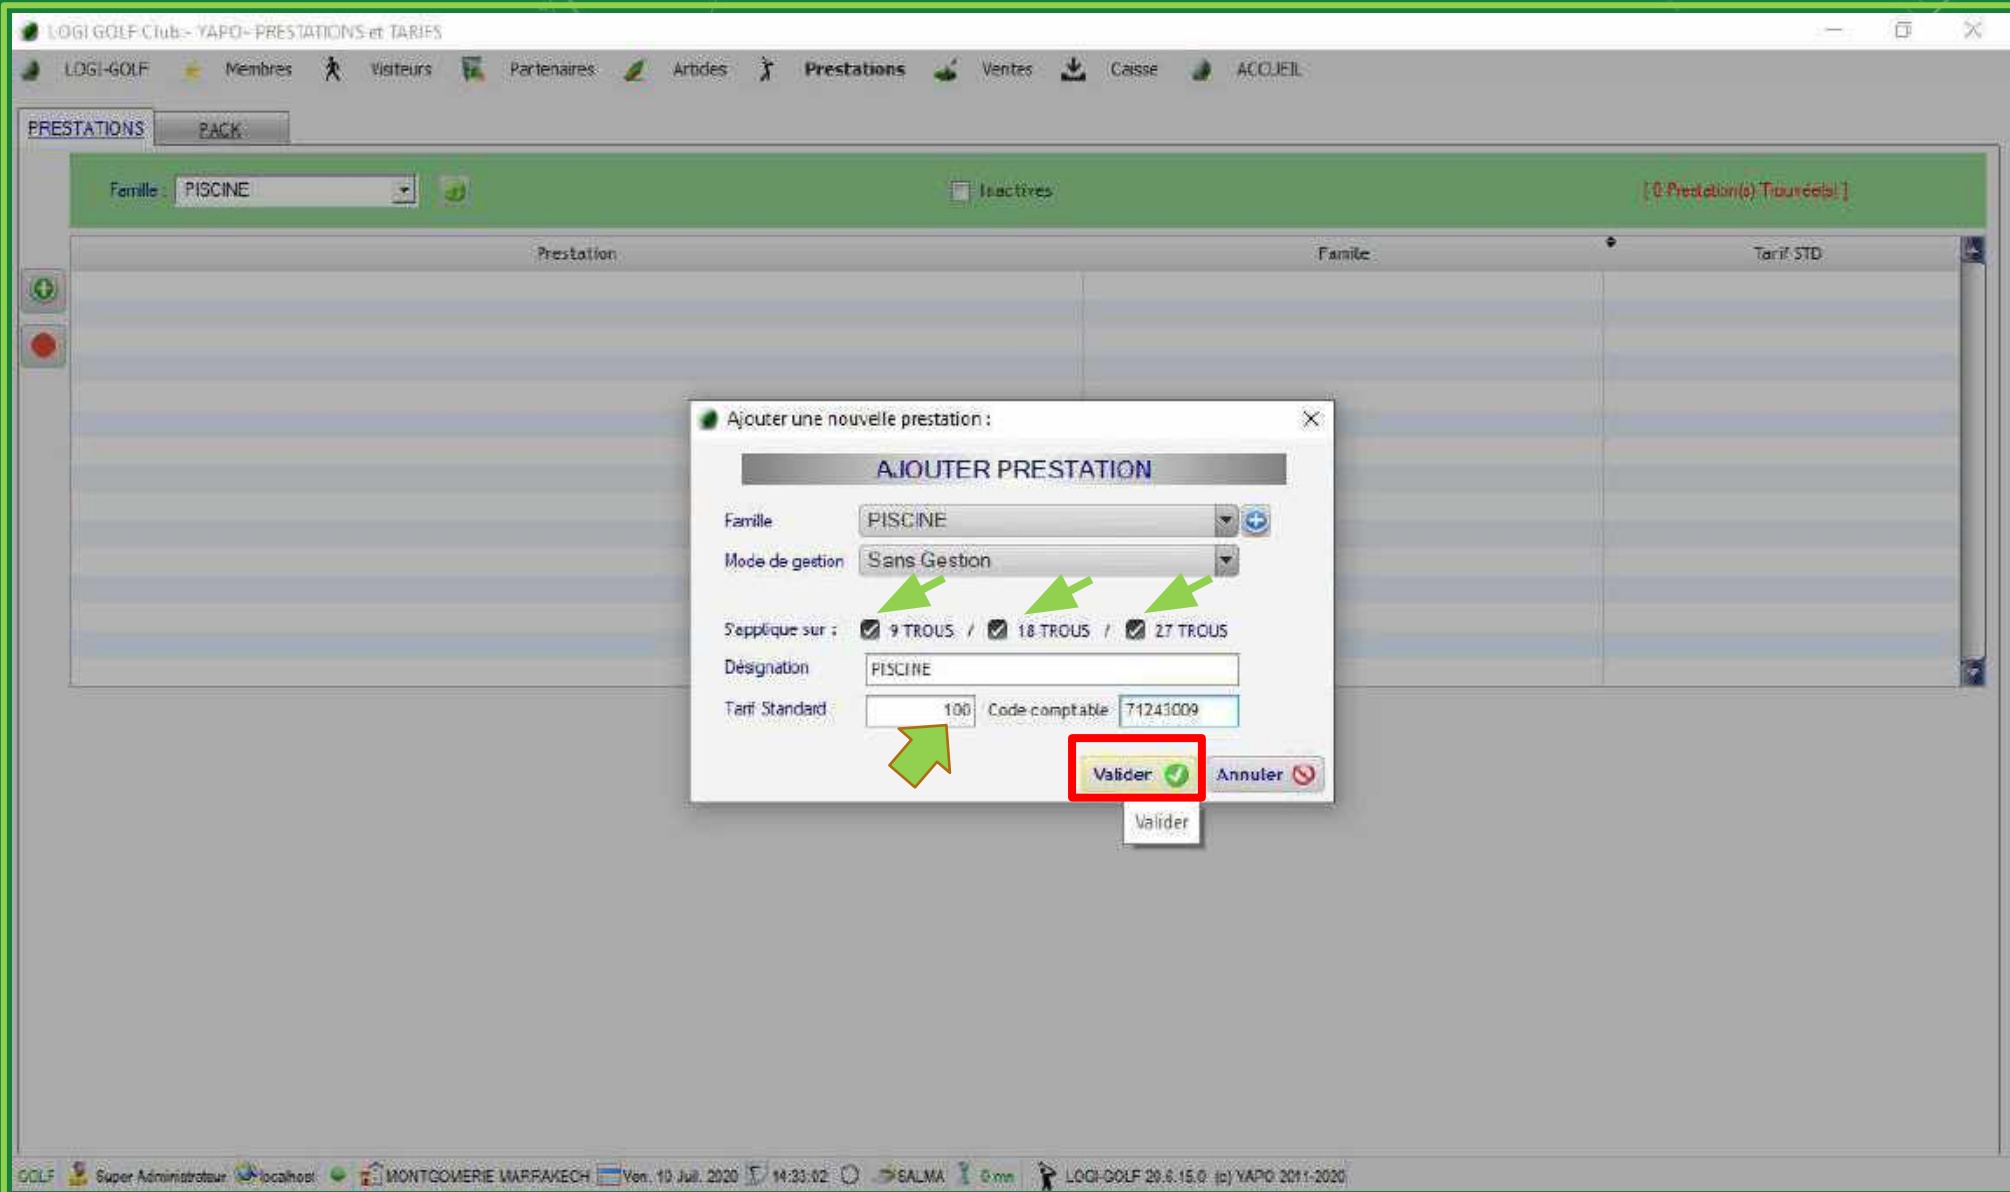 LOGI GOLF Club - YAPO- PRESTATIONS et TARIFS
LOGI-GOLF Membres Visiteurs Partenaires Articles Prestations Ventes Caisse ACCUEIL
PRESTATIONS PACK
Famille : PISCINE Inactives [ 0 Prestation(s) Trouvée(s) ]
Prestation Famille Tarif STD
Ajouter une nouvelle prestation :
AJOUTER PRESTATION
Famille PISCINE
Mode de gestion Sans Gestion
S'applique sur : 9 TROUS / 18 TROUS / 27 TROUS
Désignation PISCINE
Tarif Standard 100 Code comptable 71243009
Valider Annuler
Valider
GOLF Super Administrateur localhost MONTGOMERIE MARRAKECH Ven. 10 Juil. 2020 14:33:02 SALMA 0 mn LOGI-GOLF 20.6.15.0 (c) YAPO 2011-2020